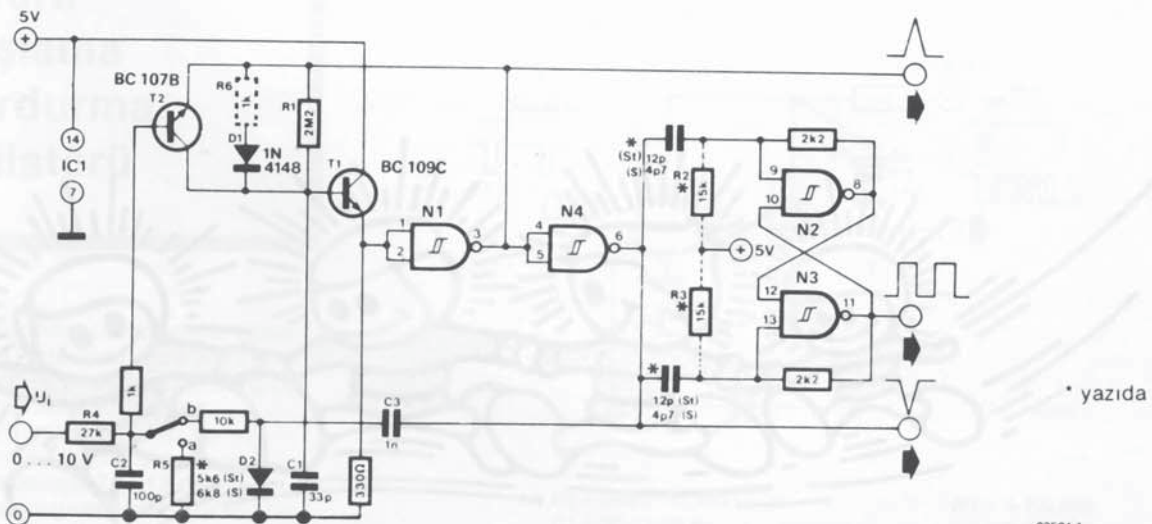 5V
+
BC 107B
T2
R6
1k
R1
2M2
D1
1N
4148
T1
BC 109C
14
IC1
7
N1
1
2
3
N4
4
5
6
*
(St)
(S)
12p
4p7
R2
*
15k
2k2
9
10
8
N2
+
5V
R3
*
15k
N3
12
13
11
*
12p (St)
4p7 (S)
2k2
* yazıda
1k
Ui
R4
27k
0 . . . 10 V
b
a
10k
C3
1n
C2
100p
R5
*
5k6 (St)
6k8 (S)
D2
C1
33p
330Ω
0